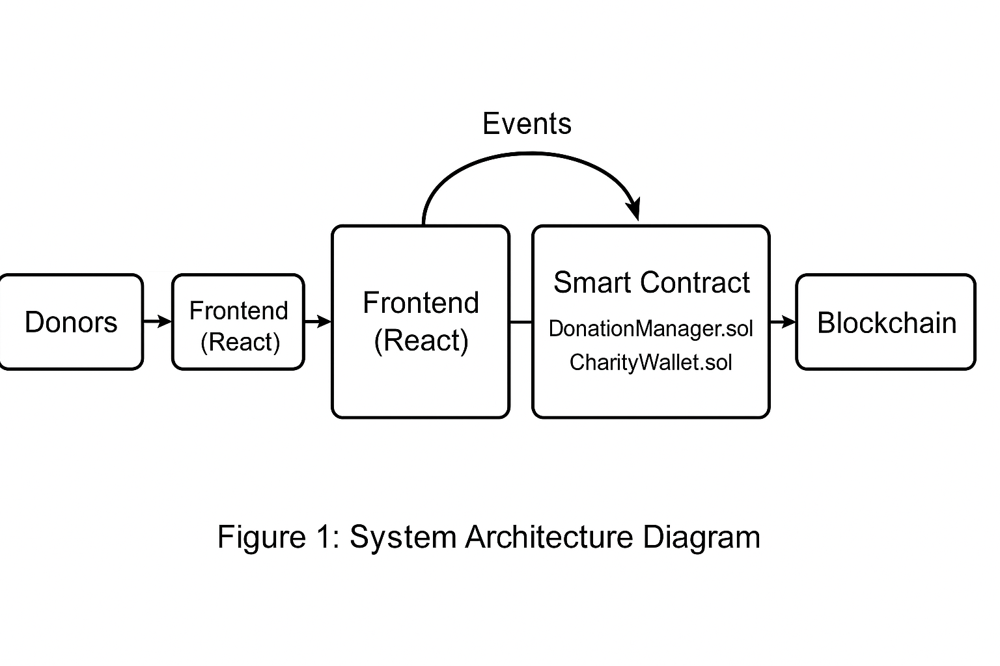 Events
Donors
Frontend
(React)
Frontend
(React)
Smart Contract
DonationManager.sol
CharityWallet.sol
Blockchain
Figure 1: System Architecture Diagram